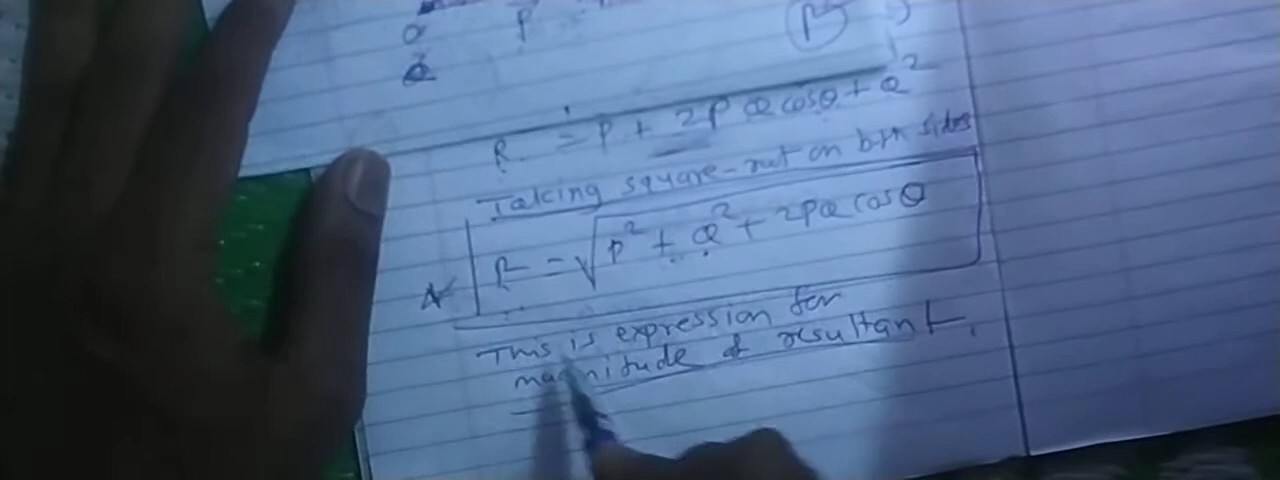 P
R = P + 2PQ cosθ + Q²
Taking square-root on both sides
R = √P² + Q² + 2PQ cosθ
This is expression for
magnitude of resultant.